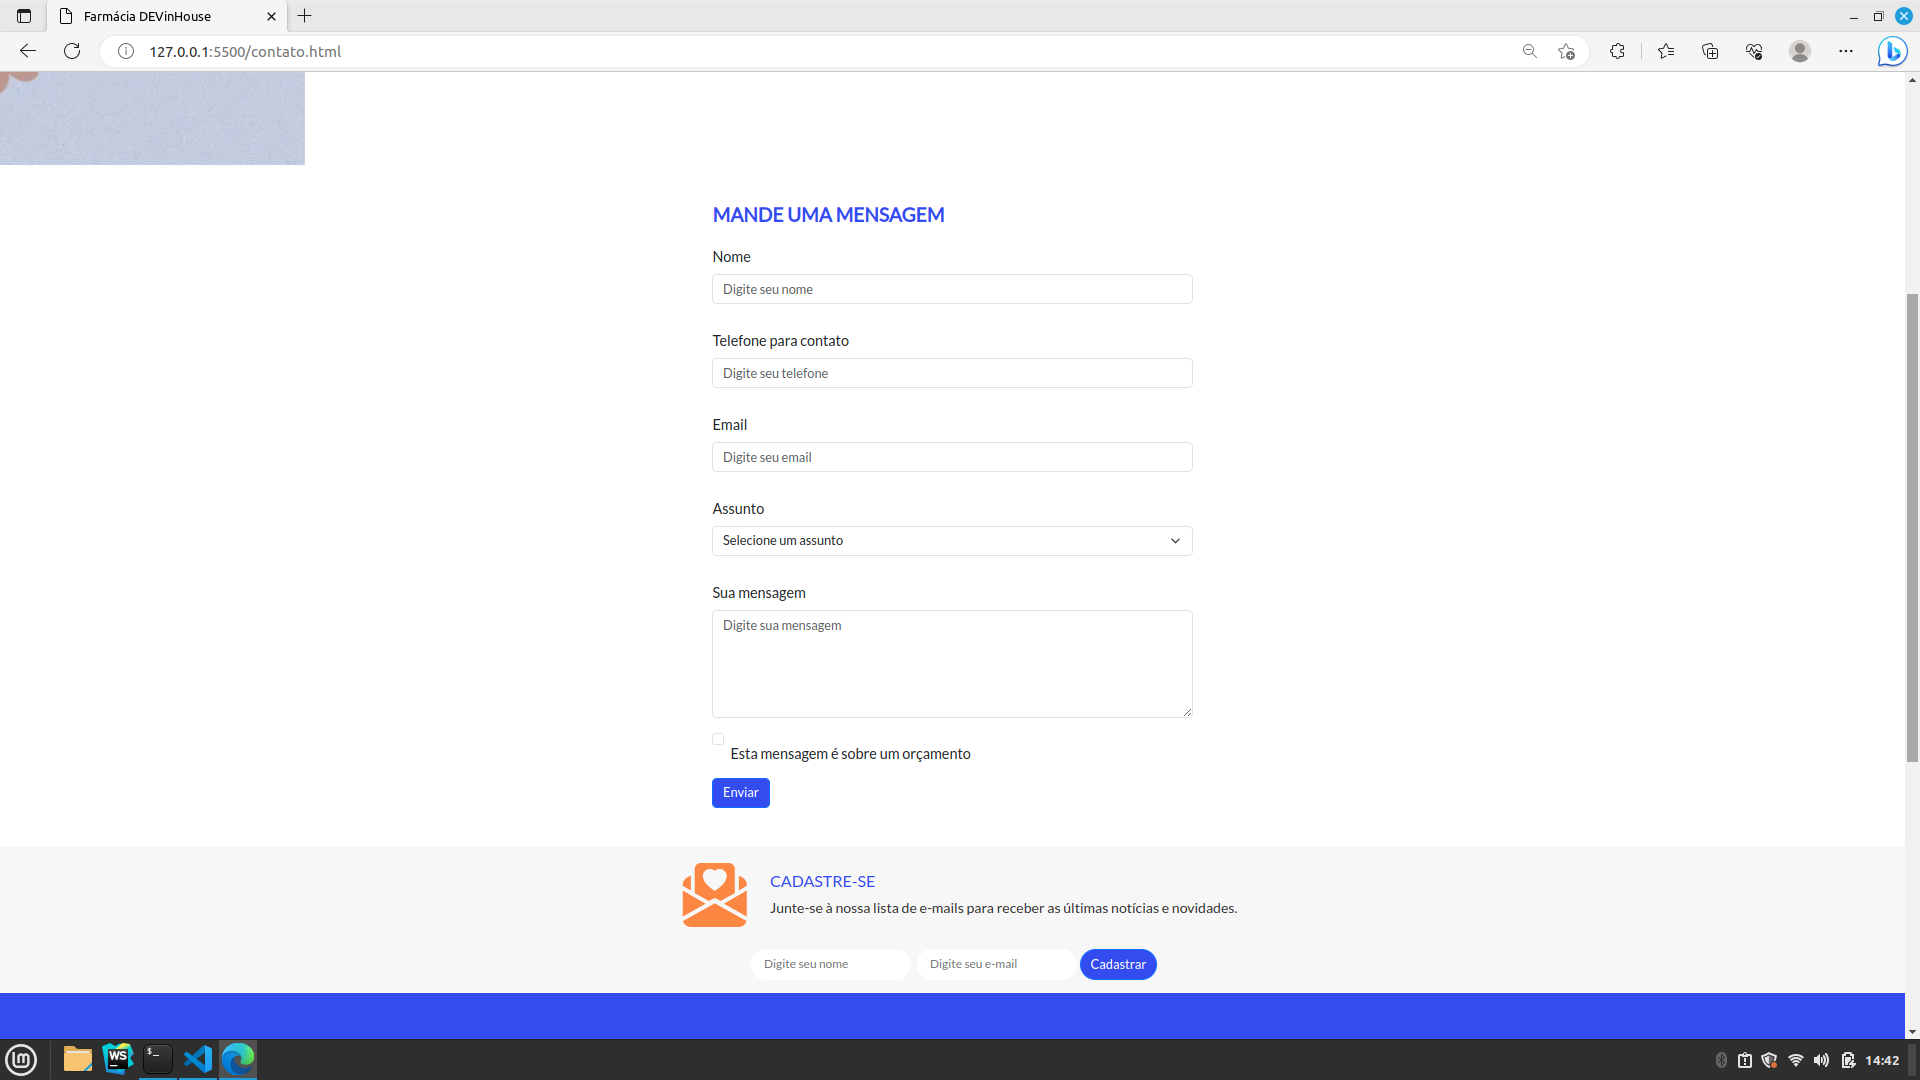 Farmácia DEVinHouse
127.0.0.1:5500/contato.html
MANDE UMA MENSAGEM
Nome
Digite seu nome
Telefone para contato
Digite seu telefone
Email
Digite seu email
Assunto
Selecione um assunto
Sua mensagem
Digite sua mensagem
Esta mensagem é sobre um orçamento
Enviar
CADASTRE-SE
Junte-se à nossa lista de e-mails para receber as últimas notícias e novidades.
Digite seu nome
Digite seu e-mail
Cadastrar
WS
$_
14:42